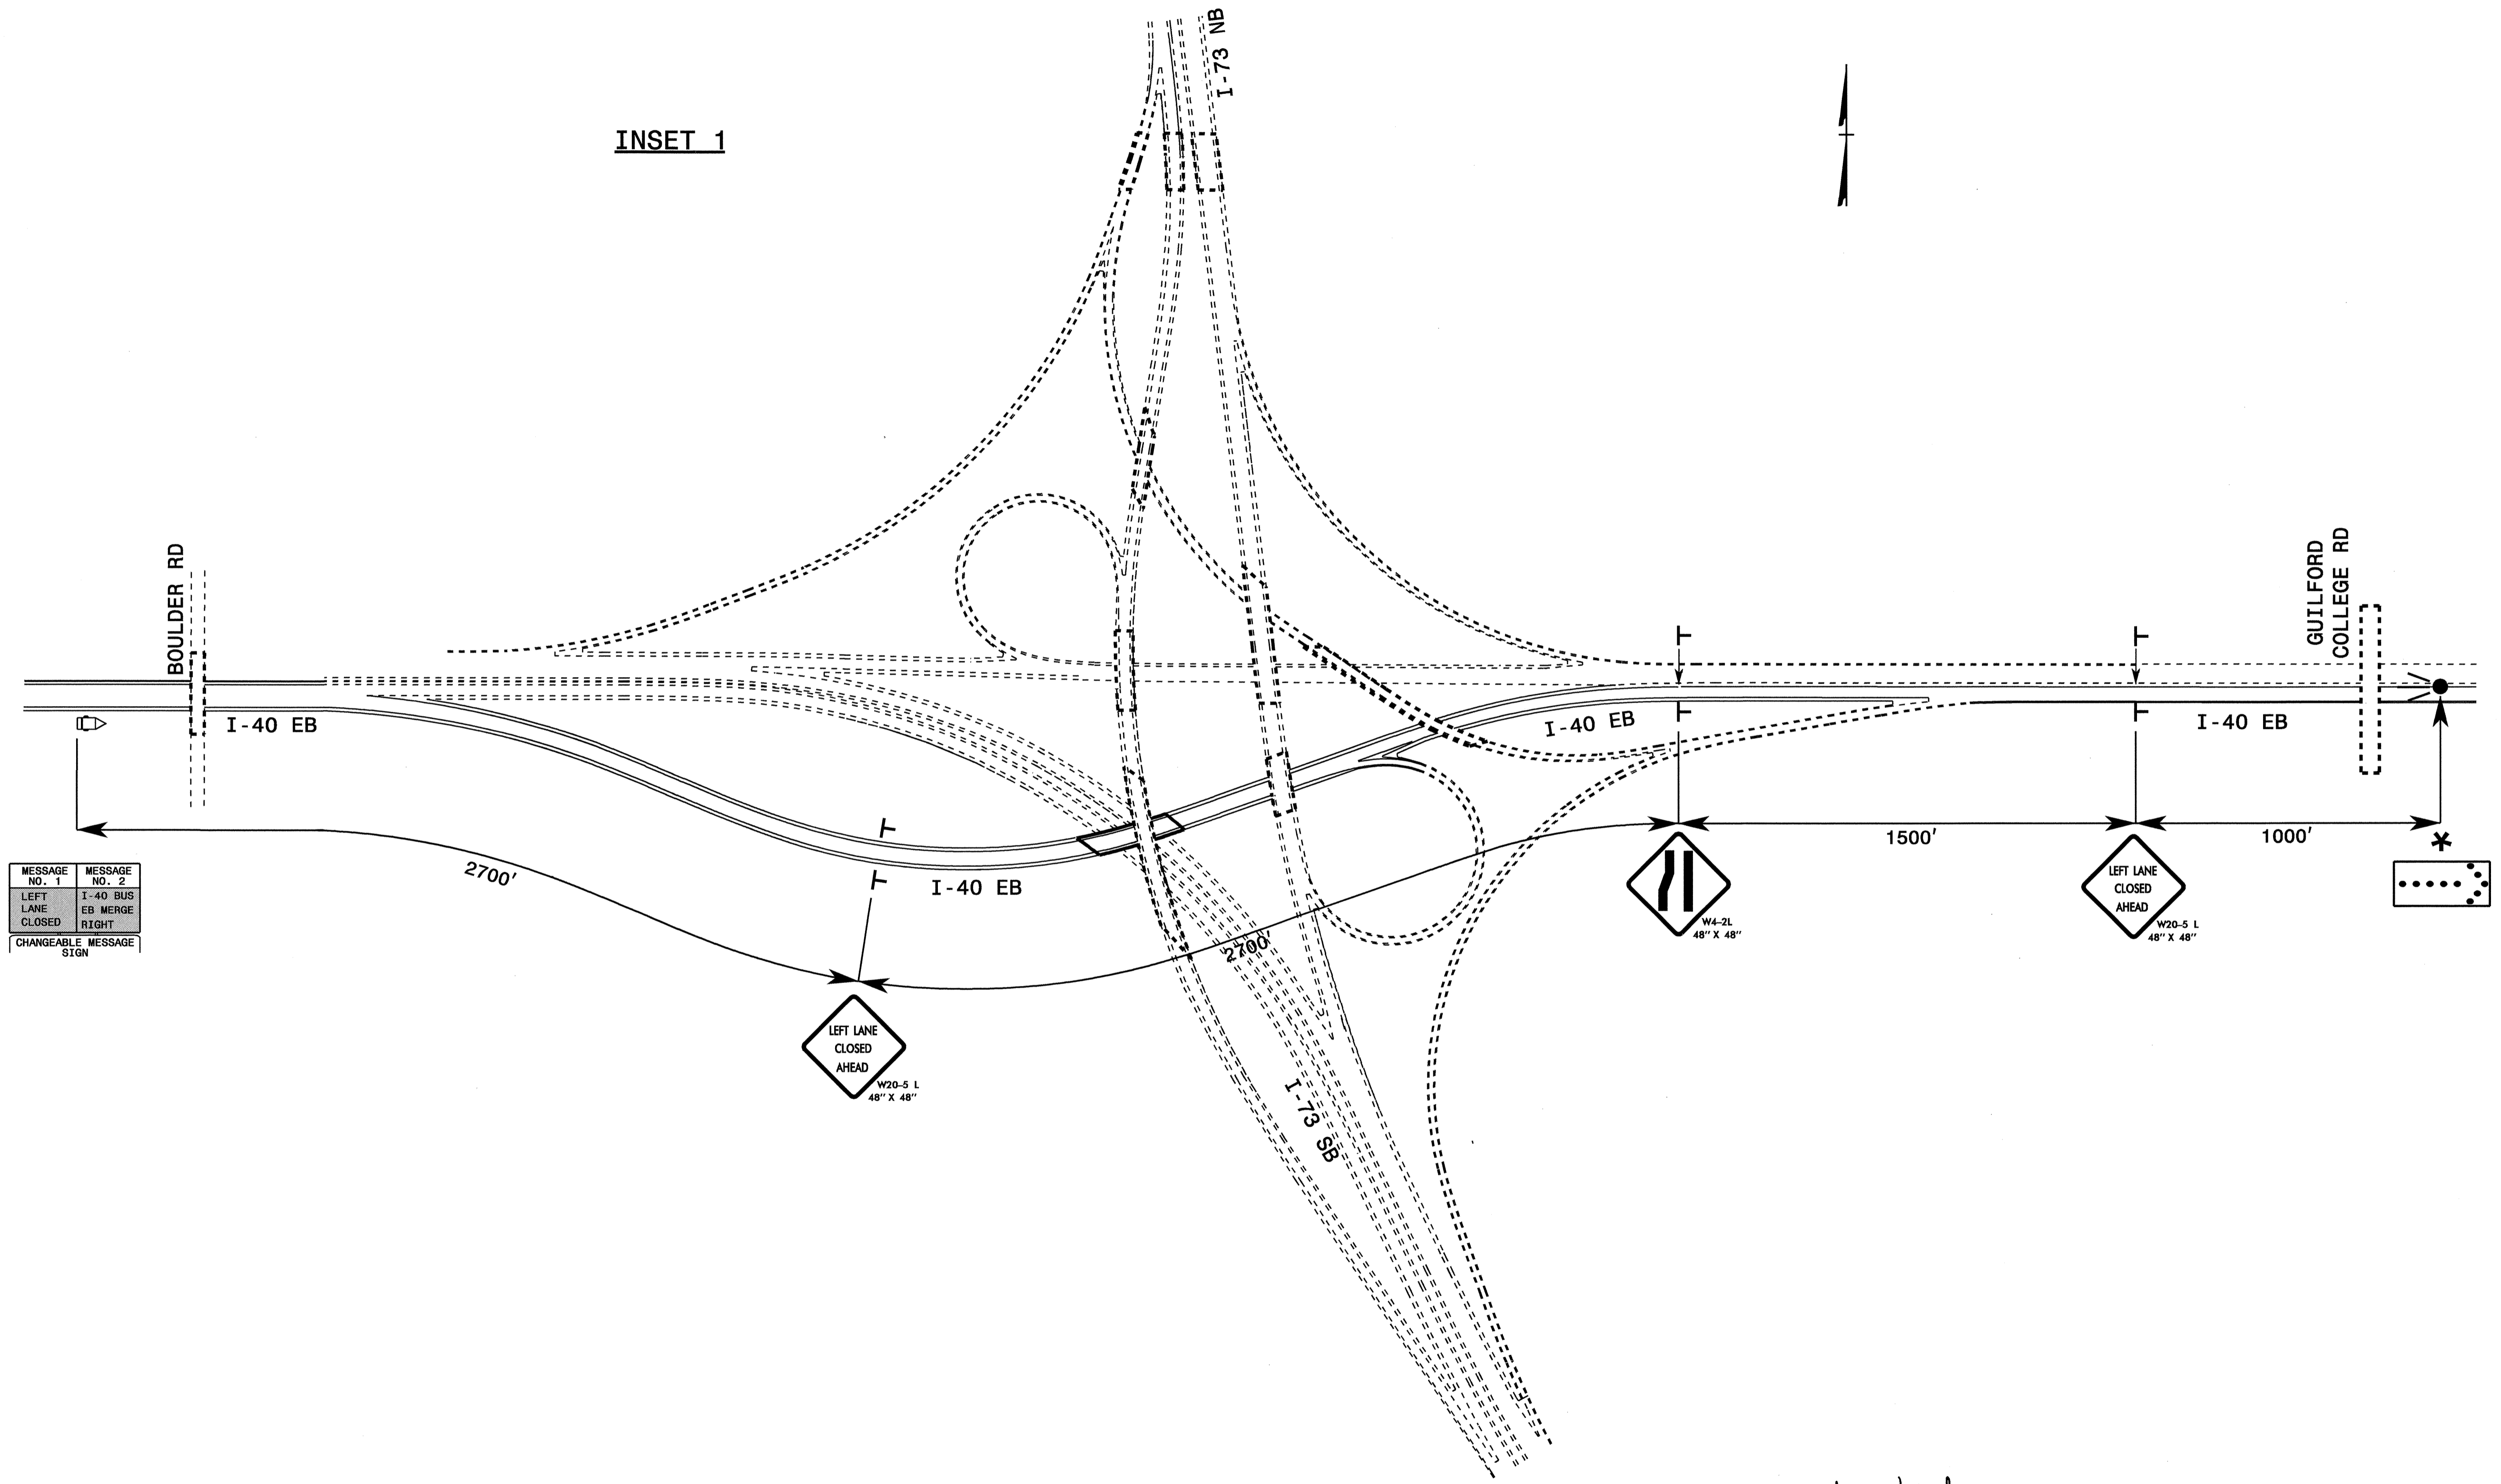 I-73 NB
INSET 1
BOULDER RD
GUILFORD
COLLEGE RD
I-40 EB
I-40 EB
I-40 EB
I-40 EB
2700'
2700'
1500'
1000'
*
MESSAGE NO. 1
MESSAGE NO. 2
LEFT
LANE
CLOSED
I-40 BUS
EB MERGE
RIGHT
CHANGEABLE MESSAGE
SIGN
LEFT LANE
CLOSED
AHEAD
W20-5 L
48" X 48"
W4-2L
48" X 48"
LEFT LANE
CLOSED
AHEAD
W20-5 L
48" X 48"
I-73 SB